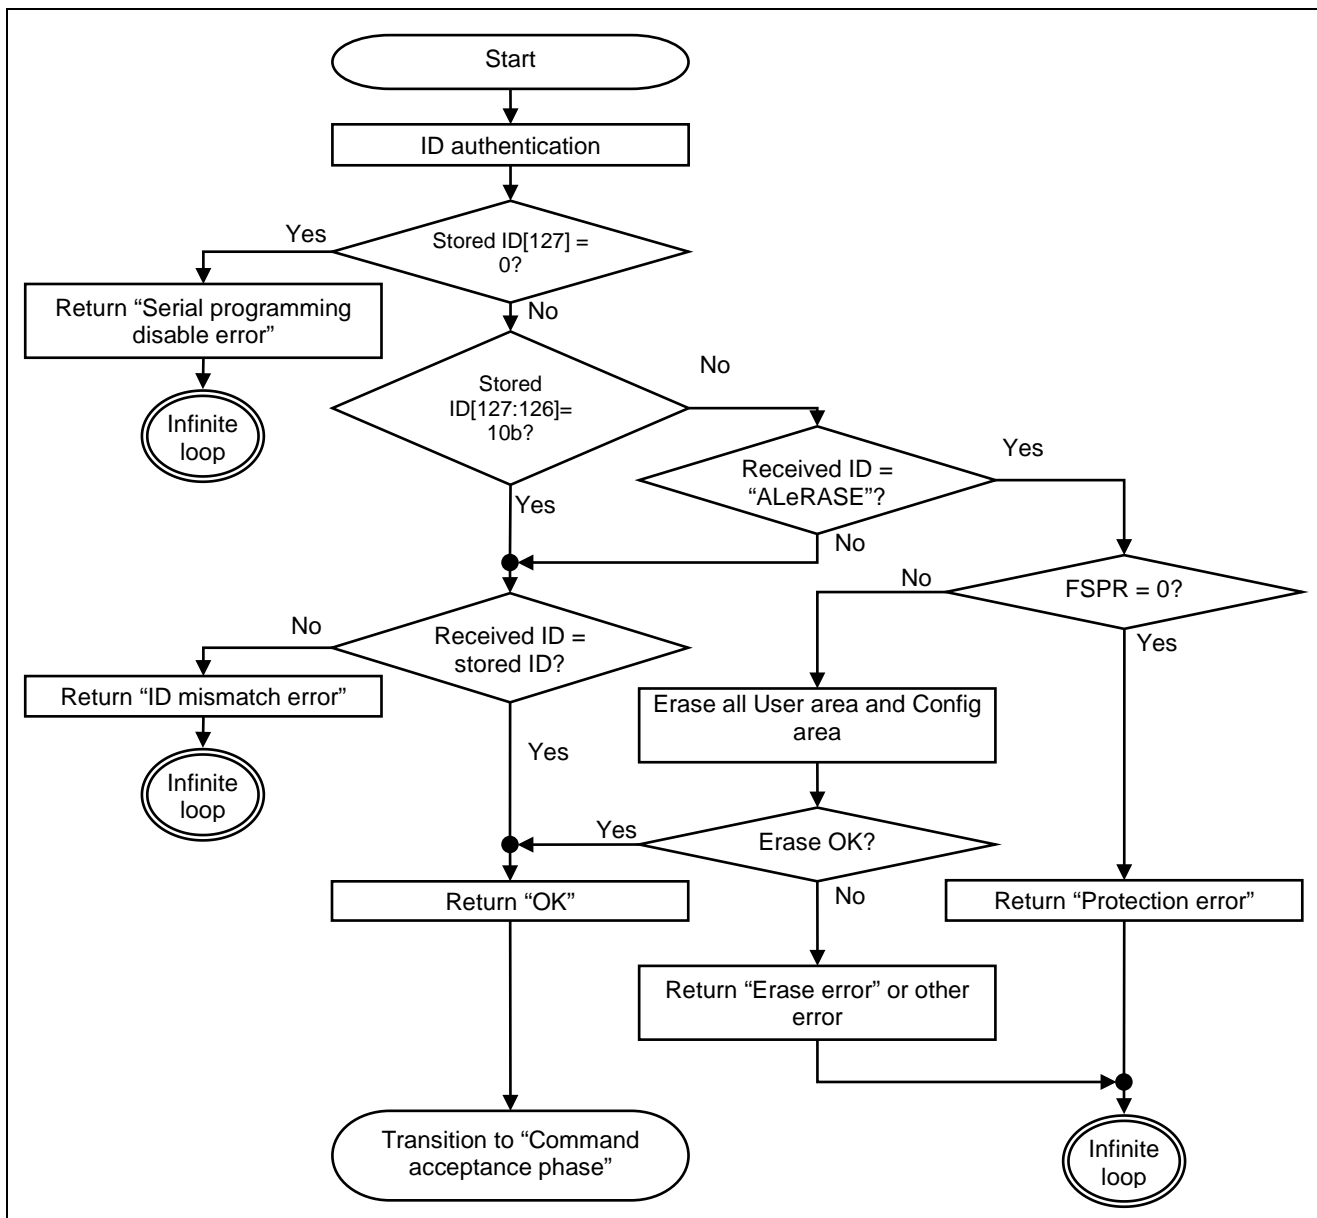 Start
ID authentication
Yes
Stored ID[127] =
0?
Return “Serial programming
disable error”
No
Infinite
loop
Stored
ID[127:126]=
10b?
No
Received ID =
“ALeRASE”?
Yes
Yes
No
FSPR = 0?
No
Yes
Received ID =
stored ID?
No
Return “ID mismatch error”
Erase all User area and Config
area
Infinite
loop
Yes
Erase OK?
Yes
No
Return “OK”
Return “Protection error”
Return “Erase error” or other
error
Transition to “Command
acceptance phase”
Infinite
loop